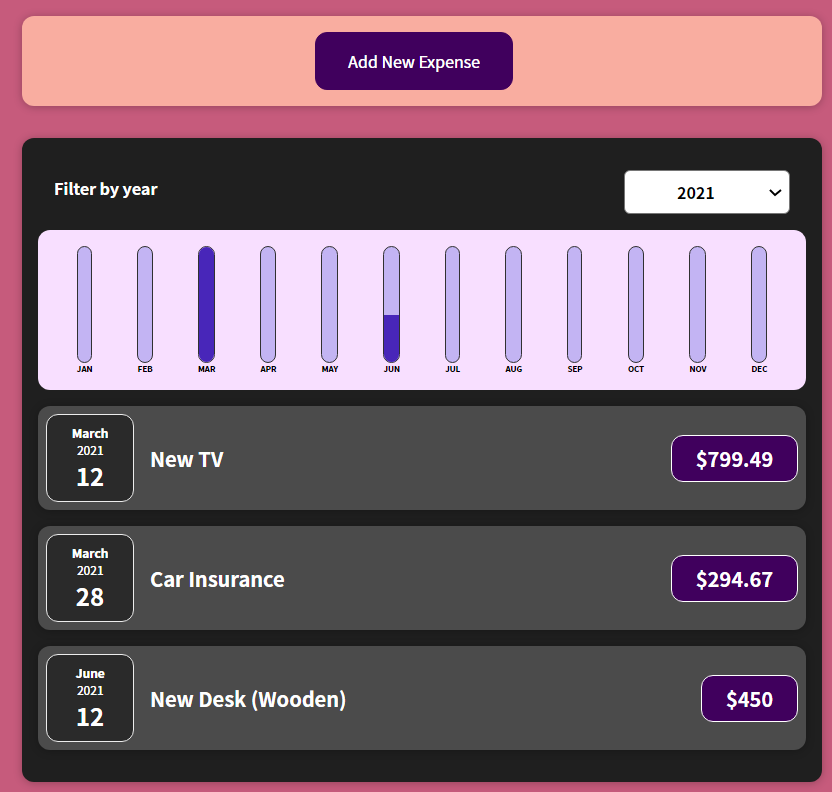 Add New Expense
Filter by year
2021
JAN FEB MAR APR MAY JUN JUL AUG SEP OCT NOV DEC
March
2021
12
New TV
$799.49
March
2021
28
Car Insurance
$294.67
June
2021
12
New Desk (Wooden)
$450